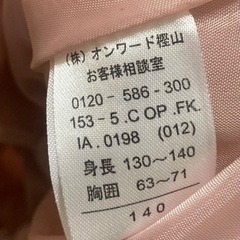 (株)オンワード樫山
お客様相談室
0120-586-300
153-5.C OP.FK.
IA.0198 (012)
身長 130〜140
胸囲 63〜71
140